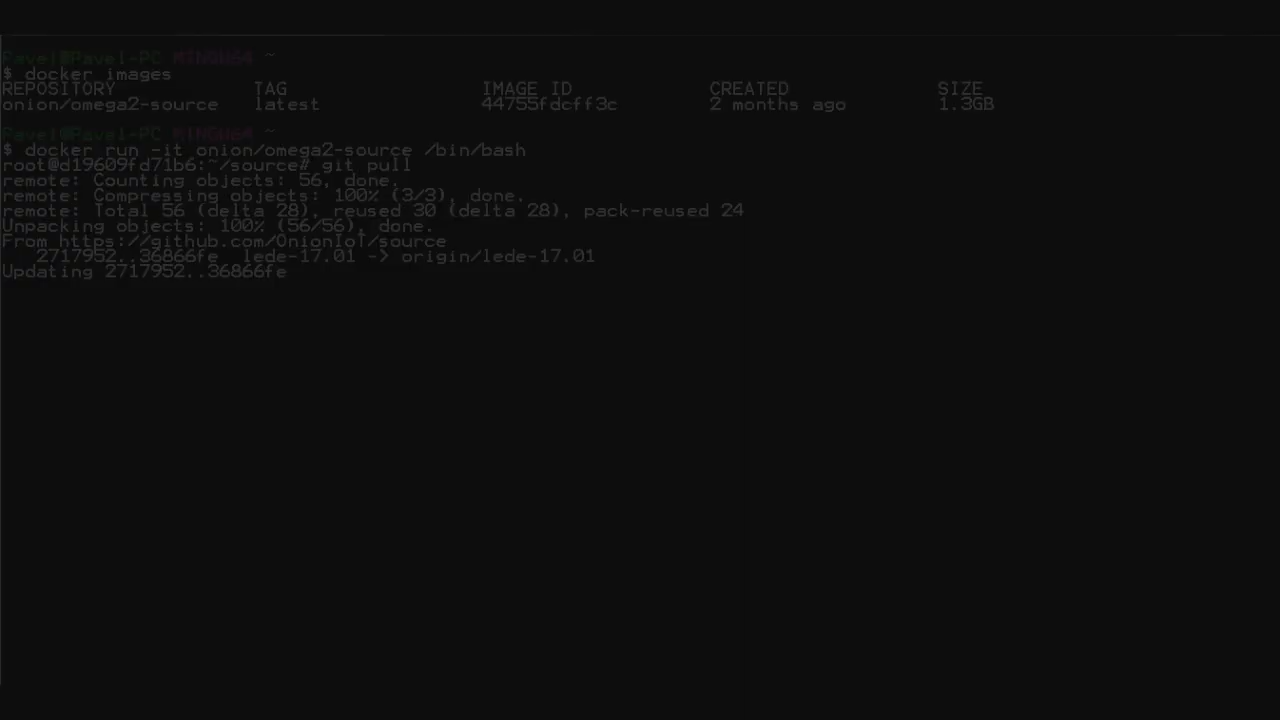 Pavel@Pavel-PC MINGW64 ~
$ docker images
REPOSITORY TAG IMAGE ID CREATED SIZE
onion/omega2-source latest 44755fdcff3c 2 months ago 1.3GB
Pavel@Pavel-PC MINGW64 ~
$ docker run -it onion/omega2-source /bin/bash
root@d19609fd71b6:~/source# git pull
remote: Counting objects: 56, done.
remote: Compressing objects: 100% (3/3), done.
remote: Total 56 (delta 28), reused 30 (delta 28), pack-reused 24
Unpacking objects: 100% (56/56), done.
From https://github.com/OnionIoT/source
2717952..36866fe lede-17.01 -> origin/lede-17.01
Updating 2717952..36866fe